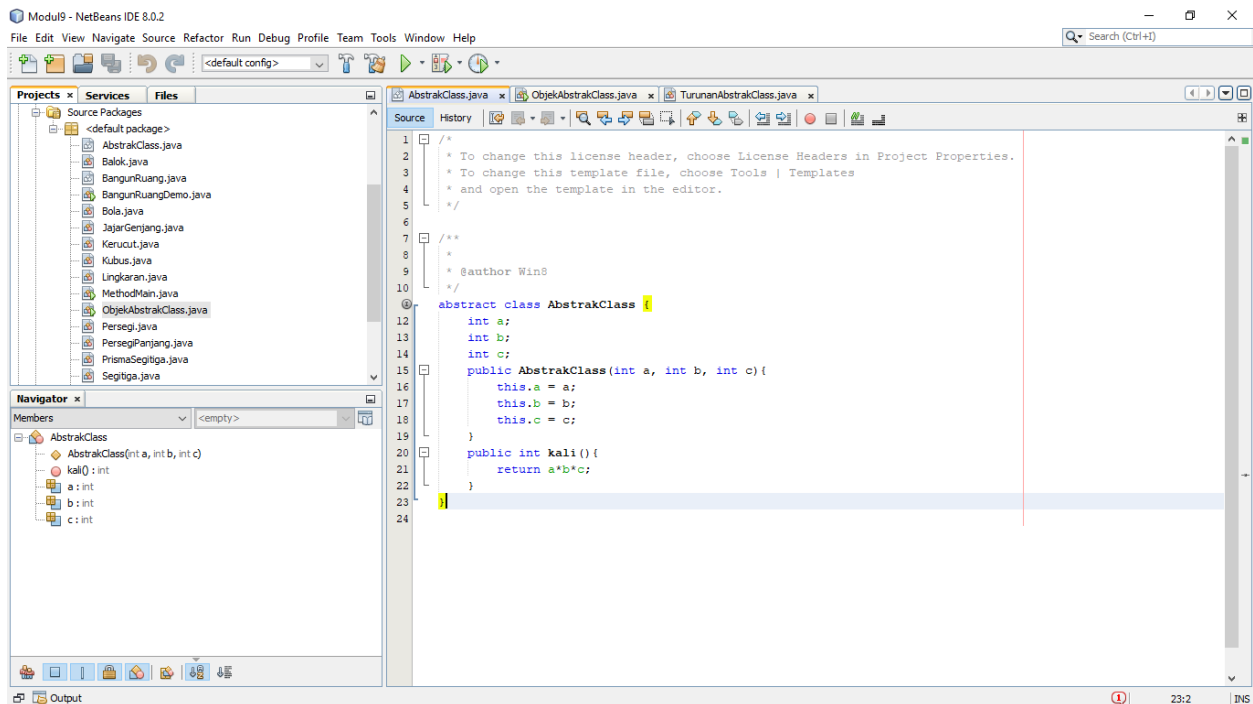 Modul9 - NetBeans IDE 8.0.2
File Edit View Navigate Source Refactor Run Debug Profile Team Tools Window Help
Search (Ctrl+I)
<default config>
Projects x Services Files
Source Packages
<default package>
AbstrakClass.java
Balok.java
BangunRuang.java
BangunRuangDemo.java
Bola.java
JajarGenjang.java
Kerucut.java
Kubus.java
Lingkaran.java
MethodMain.java
ObjekAbstrakClass.java
Persegi.java
PersegiPanjang.java
PrismaSegitiga.java
Segitiga.java
Navigator x
Members <empty>
AbstrakClass
AbstrakClass(int a, int b, int c)
kali() : int
a : int
b : int
c : int
AbstrakClass.java x ObjekAbstrakClass.java x TurunanAbstrakClass.java x
Source History
1 /*
2 * To change this license header, choose License Headers in Project Properties.
3 * To change this template file, choose Tools | Templates
4 * and open the template in the editor.
5 */
6
7 /**
8 *
9 * @author Win8
10 */
abstract class AbstrakClass {
12 int a;
13 int b;
14 int c;
15 public AbstrakClass(int a, int b, int c){
16 this.a = a;
17 this.b = b;
18 this.c = c;
19 }
20 public int kali(){
21 return a*b*c;
22 }
23 }
24
Output
1 23:2 INS